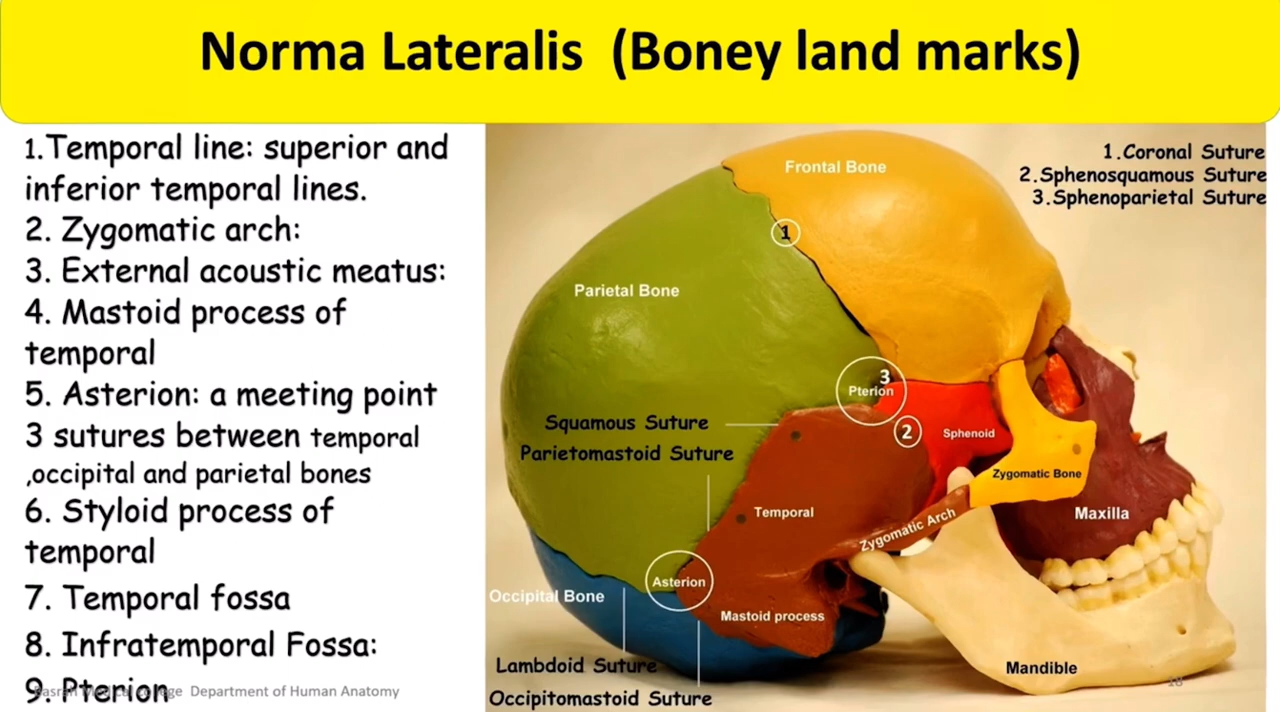 Norma Lateralis (Boney land marks)
1.Temporal line: superior and
inferior temporal lines.
2. Zygomatic arch:
3. External acoustic meatus:
4. Mastoid process of
temporal
5. Asterion: a meeting point
3 sutures between temporal
,occipital and parietal bones
6. Styloid process of
temporal
7. Temporal fossa
8. Infratemporal Fossa:
9. Pterion
Basrah Medical college Department of Human Anatomy
1.Coronal Suture
2.Sphenosquamous Suture
3.Sphenoparietal Suture
Frontal Bone
1
Parietal Bone
3
Pterion
2
Sphenoid
Squamous Suture
Parietomastoid Suture
Zygomatic Bone
Temporal
Zygomatic Arch
Maxilla
Asterion
Occipital Bone
Mastoid process
Lambdoid Suture
Mandible
Occipitomastoid Suture
18